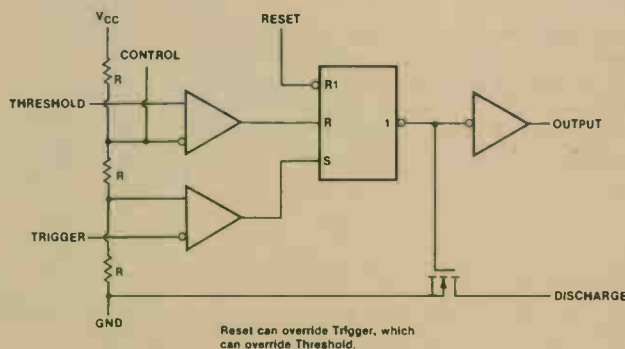 VCC
CONTROL
RESET
R
THRESHOLD
R1
R
1
OUTPUT
R
S
TRIGGER
R
DISCHARGE
GND
Reset can override Trigger, which
can override Threshold.